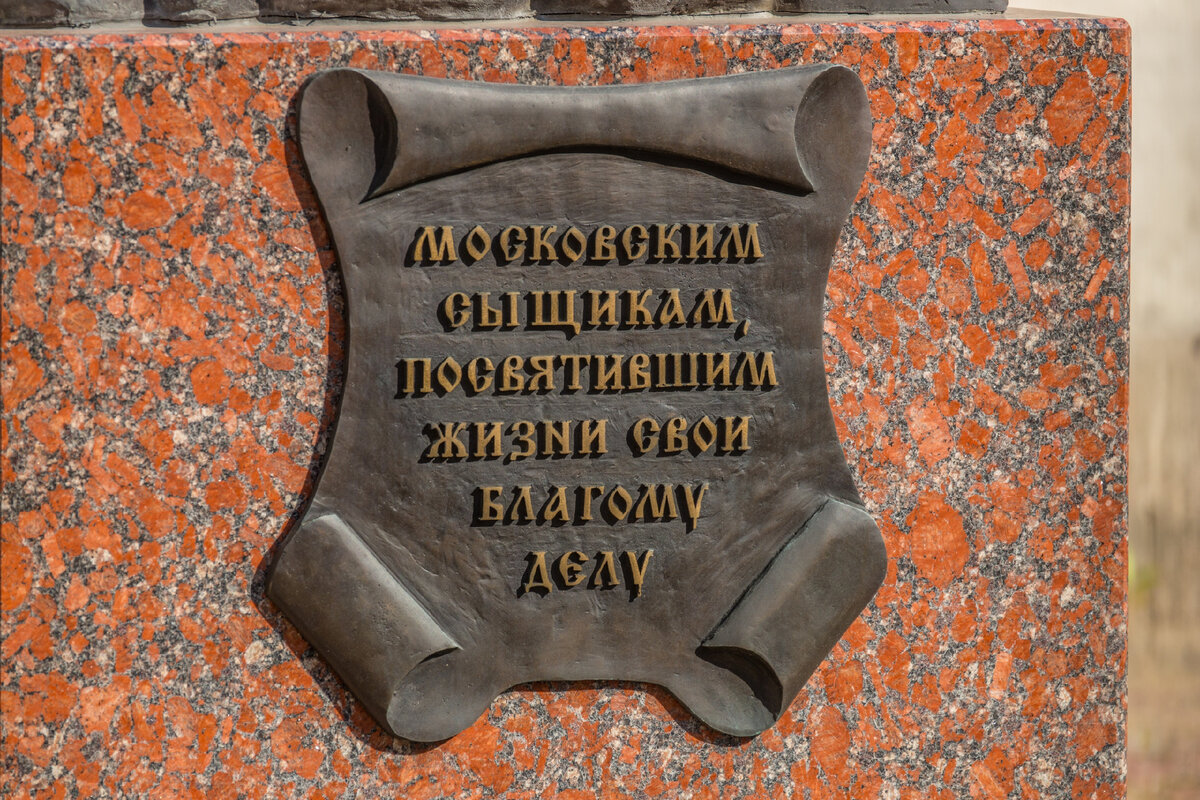 МОСКОВСКИМ
СЫЩИКАМ,
ПОСВЯТИВШИМ
ЖИЗНИ СВОИ
БЛАГОМУ
ДЕЛУ